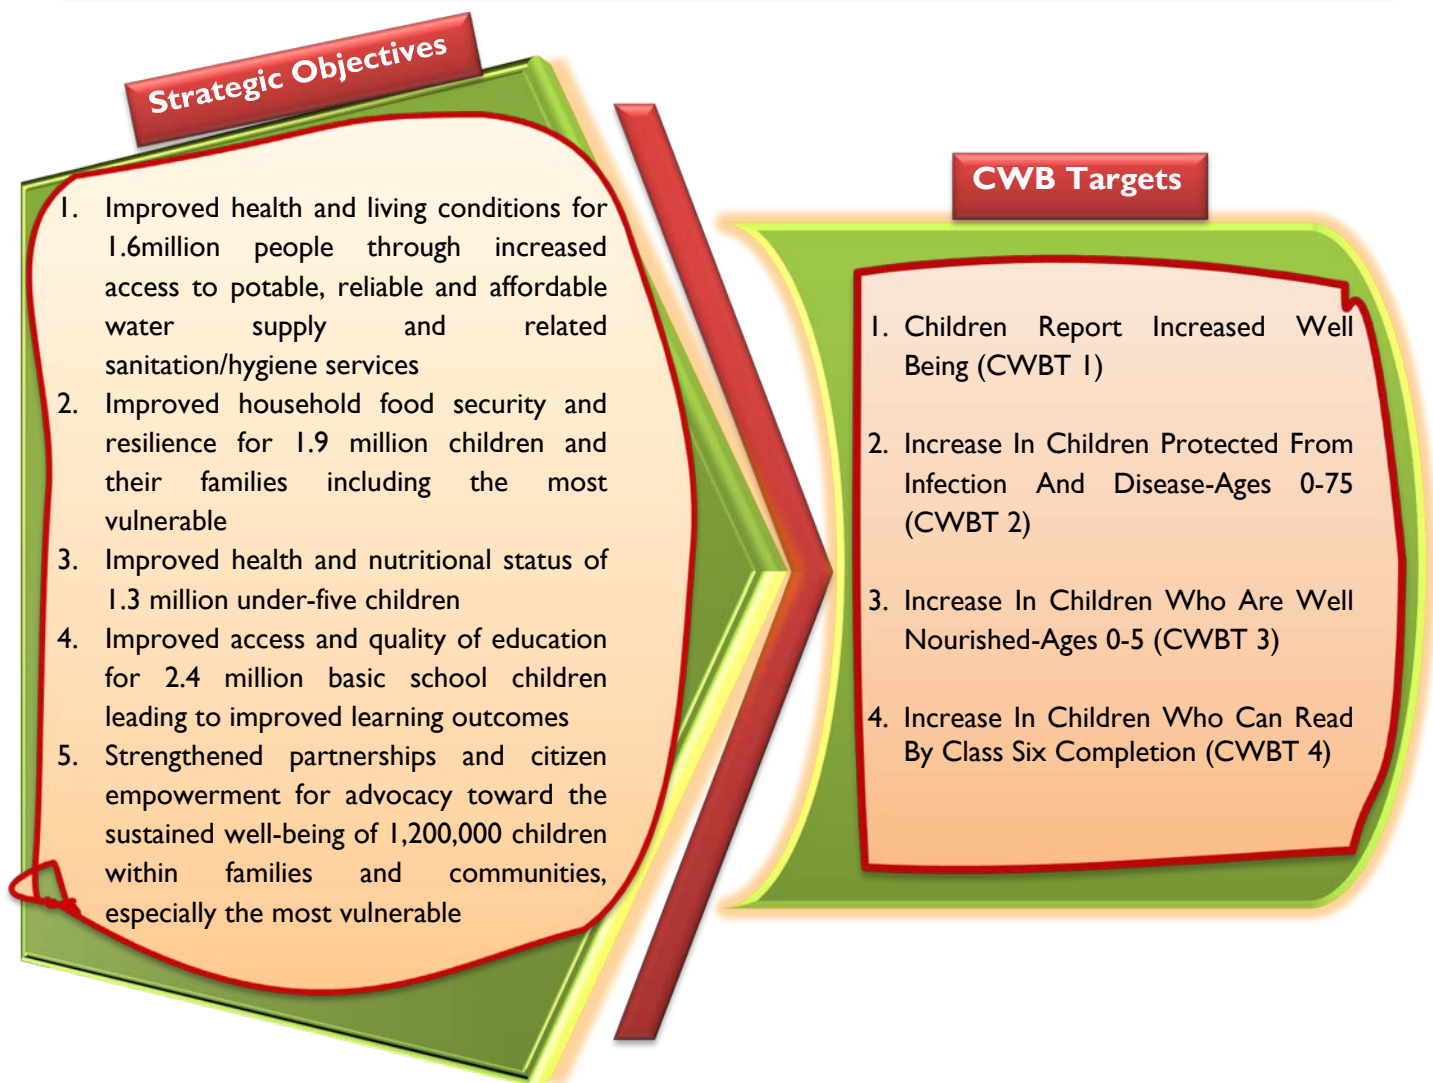 Strategic Objectives
1. Improved health and living conditions for
1.6million people through increased
access to potable, reliable and affordable
water supply and related
sanitation/hygiene services
2. Improved household food security and
resilience for 1.9 million children and
their families including the most
vulnerable
3. Improved health and nutritional status of
1.3 million under-five children
4. Improved access and quality of education
for 2.4 million basic school children
leading to improved learning outcomes
5. Strengthened partnerships and citizen
empowerment for advocacy toward the
sustained well-being of 1,200,000 children
within families and communities,
especially the most vulnerable
CWB Targets
1. Children Report Increased Well
Being (CWBT 1)
2. Increase In Children Protected From
Infection And Disease-Ages 0-75
(CWBT 2)
3. Increase In Children Who Are Well
Nourished-Ages 0-5 (CWBT 3)
4. Increase In Children Who Can Read
By Class Six Completion (CWBT 4)